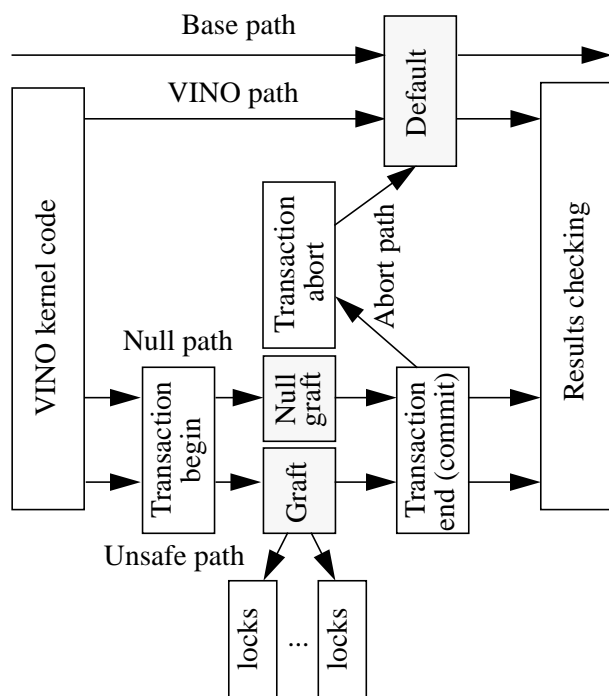 Base path
VINO path
Default
VINO kernel code
Transaction
abort
Abort path
Results checking
Null path
Transaction
begin
Null
graft
Transaction
end (commit)
Graft
Unsafe path
locks
...
locks